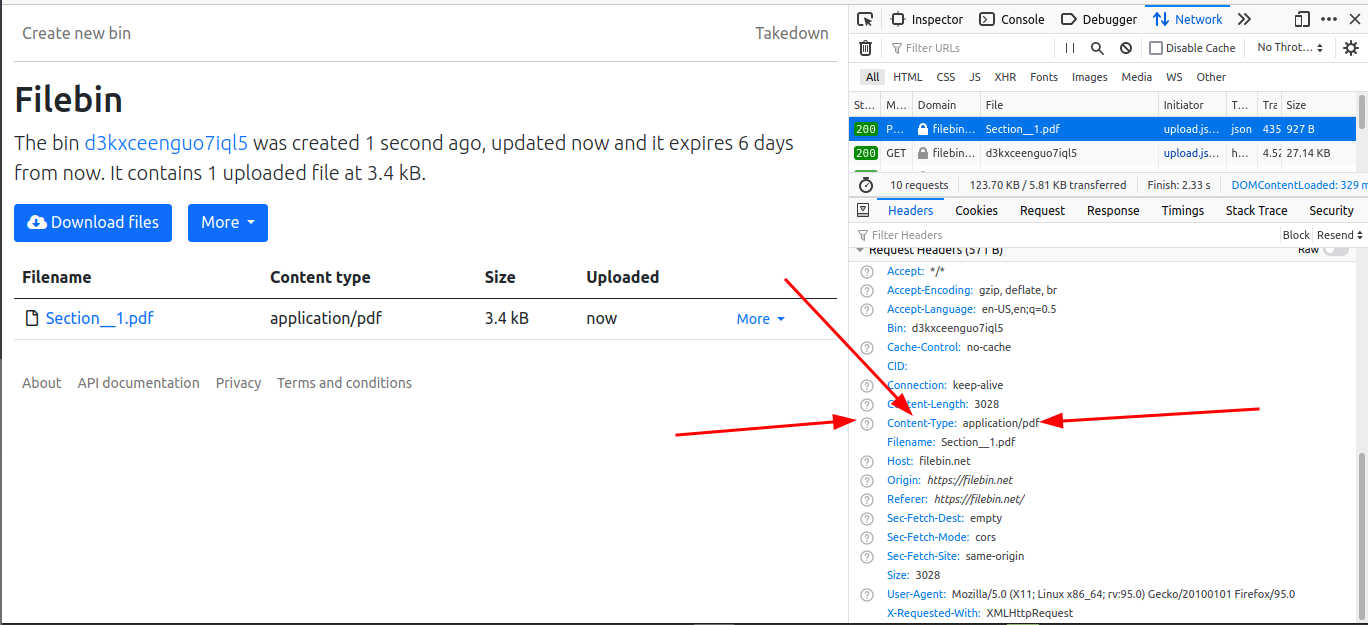 Create new bin Takedown
Filebin
The bin d3kxceenguo7iql5 was created 1 second ago, updated now and it expires 6 days
from now. It contains 1 uploaded file at 3.4 kB.
Download files More
Filename Content type Size Uploaded
Section__1.pdf application/pdf 3.4 kB now More
About API documentation Privacy Terms and conditions
Inspector Console Debugger Network
Filter URLs Disable Cache No Throt...
All HTML CSS JS XHR Fonts Images Media WS Other
St... M... Domain File Initiator T... Tra Size
200 P... filebin... Section__1.pdf upload.js... json 435 927 B
200 GET filebin... d3kxceenguo7iql5 upload.js... h... 4.52 27.14 KB
10 requests 123.70 KB / 5.81 KB transferred Finish: 2.33 s DOMContentLoaded: 329 m
Headers Cookies Request Response Timings Stack Trace Security
Filter Headers Block Resend
Request Headers (571 B) Raw
Accept: */*
Accept-Encoding: gzip, deflate, br
Accept-Language: en-US,en;q=0.5
Bin: d3kxceenguo7iql5
Cache-Control: no-cache
CID:
Connection: keep-alive
Content-Length: 3028
Content-Type: application/pdf
Filename: Section__1.pdf
Host: filebin.net
Origin: https://filebin.net
Referer: https://filebin.net/
Sec-Fetch-Dest: empty
Sec-Fetch-Mode: cors
Sec-Fetch-Site: same-origin
Size: 3028
User-Agent: Mozilla/5.0 (X11; Linux x86_64; rv:95.0) Gecko/20100101 Firefox/95.0
X-Requested-With: XMLHttpRequest